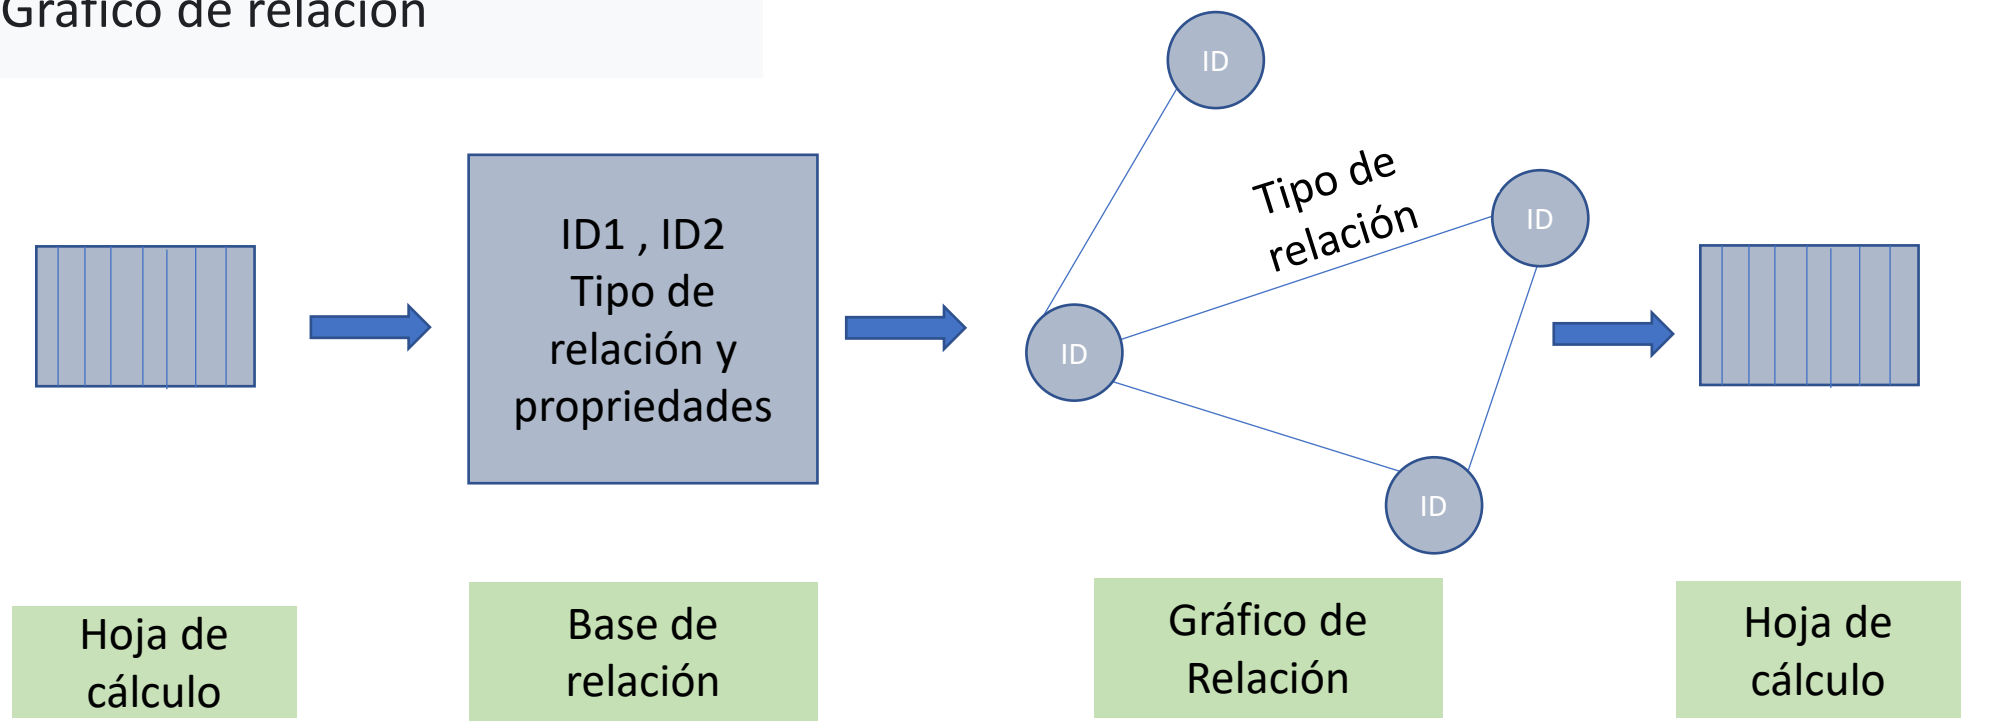 Gráfico de relación
ID
Tipo de
relación
ID
ID1 , ID2
Tipo de
relación y
propriedades
ID
ID
Hoja de
cálculo
Base de
relación
Gráfico de
Relación
Hoja de
cálculo